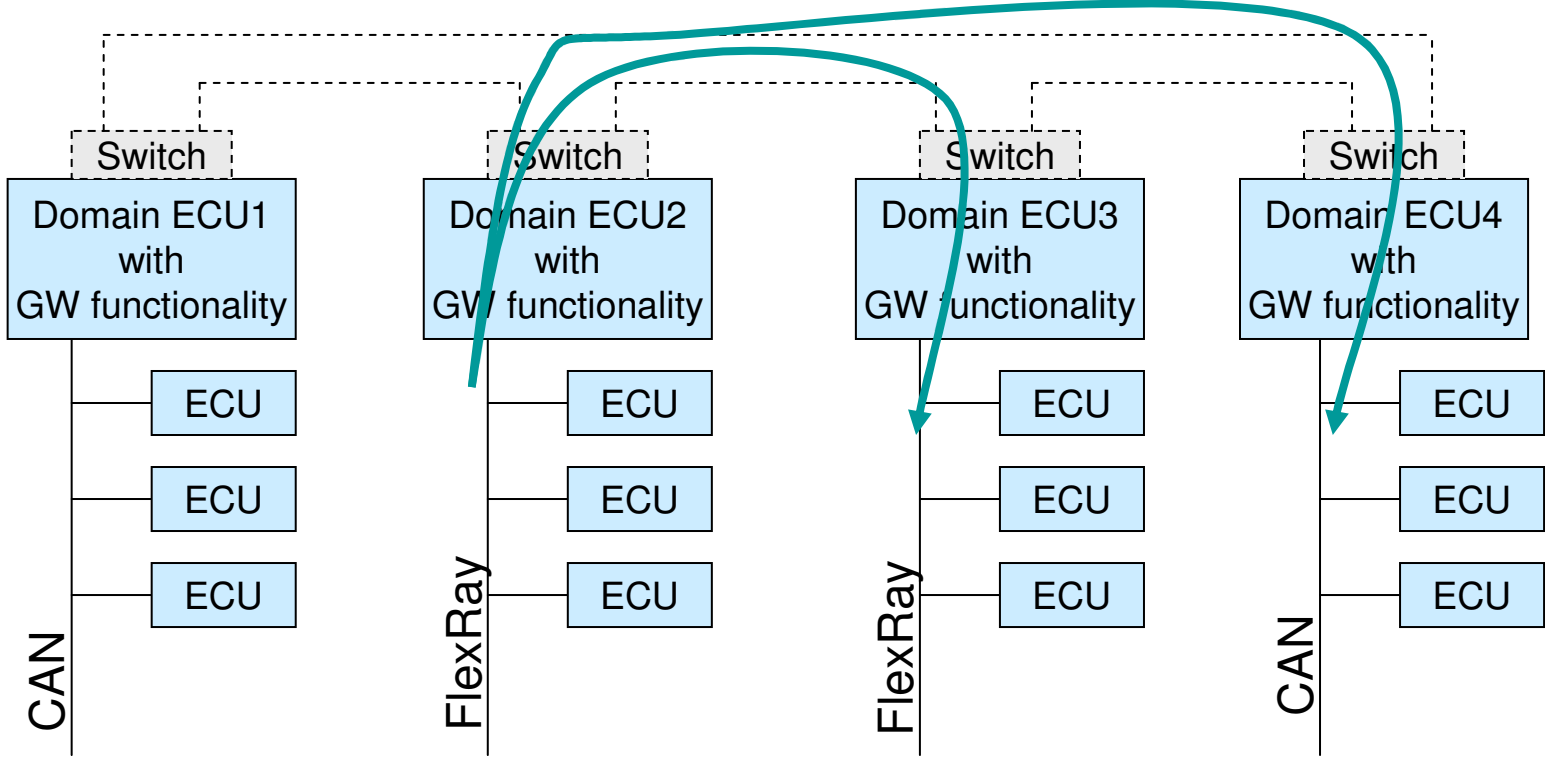 Switch
Switch
Switch
Switch
Domain ECU1
with
GW functionality
Domain ECU2
with
GW functionality
Domain ECU3
with
GW functionality
Domain ECU4
with
GW functionality
ECU
ECU
ECU
ECU
ECU
ECU
ECU
ECU
ECU
ECU
ECU
ECU
CAN
FlexRay
FlexRay
CAN